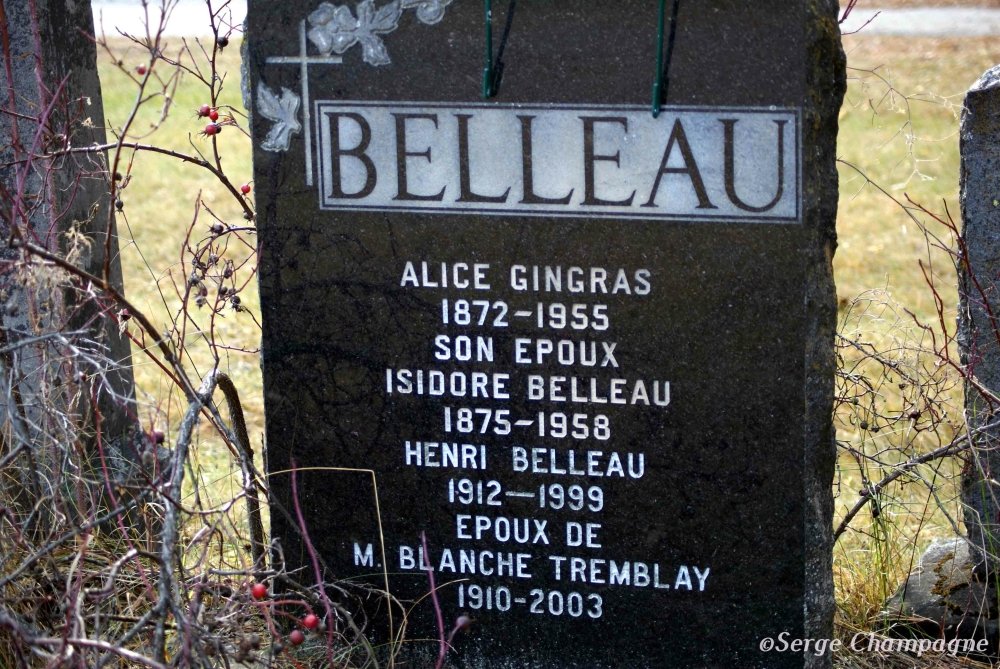 BELLEAU
ALICE GINGRAS
1872-1955
SON EPOUX
ISIDORE BELLEAU
1875-1958
HENRI BELLEAU
1912—1999
EPOUX DE
M. BLANCHE TREMBLAY
1910-2003
©Serge Champagne